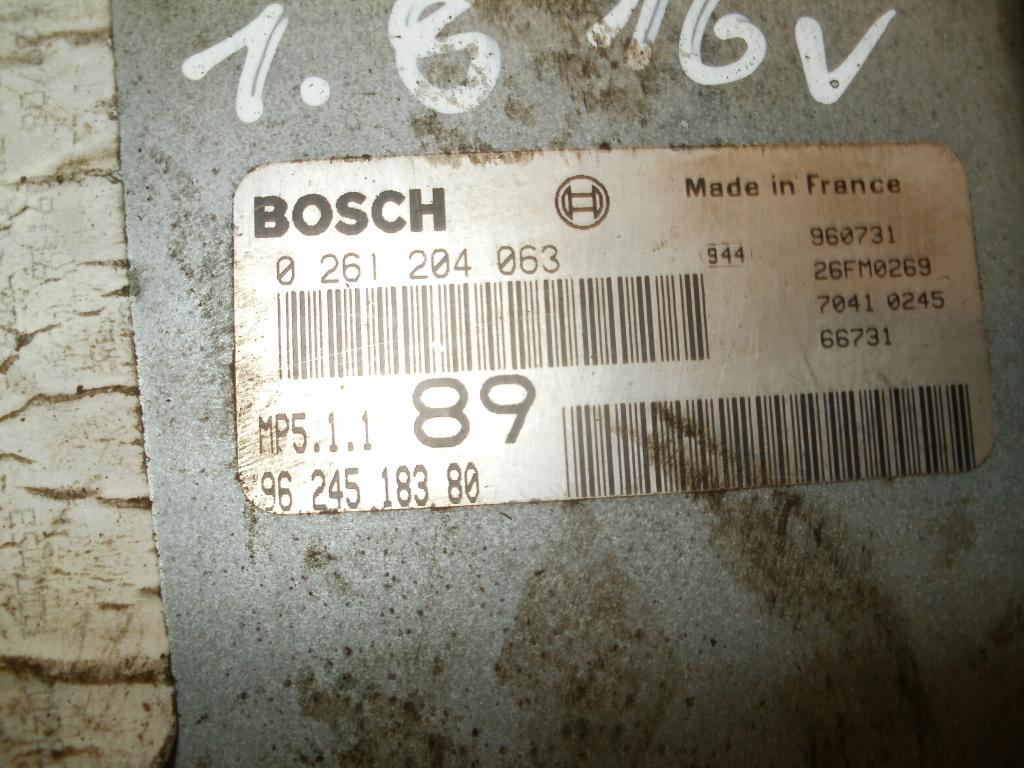 1.6 16V
BOSCH
Made in France
0 261 204 063
944
960731
26FM0269
7041 0245
66731
MP5.1.1
89
96 245 183 80